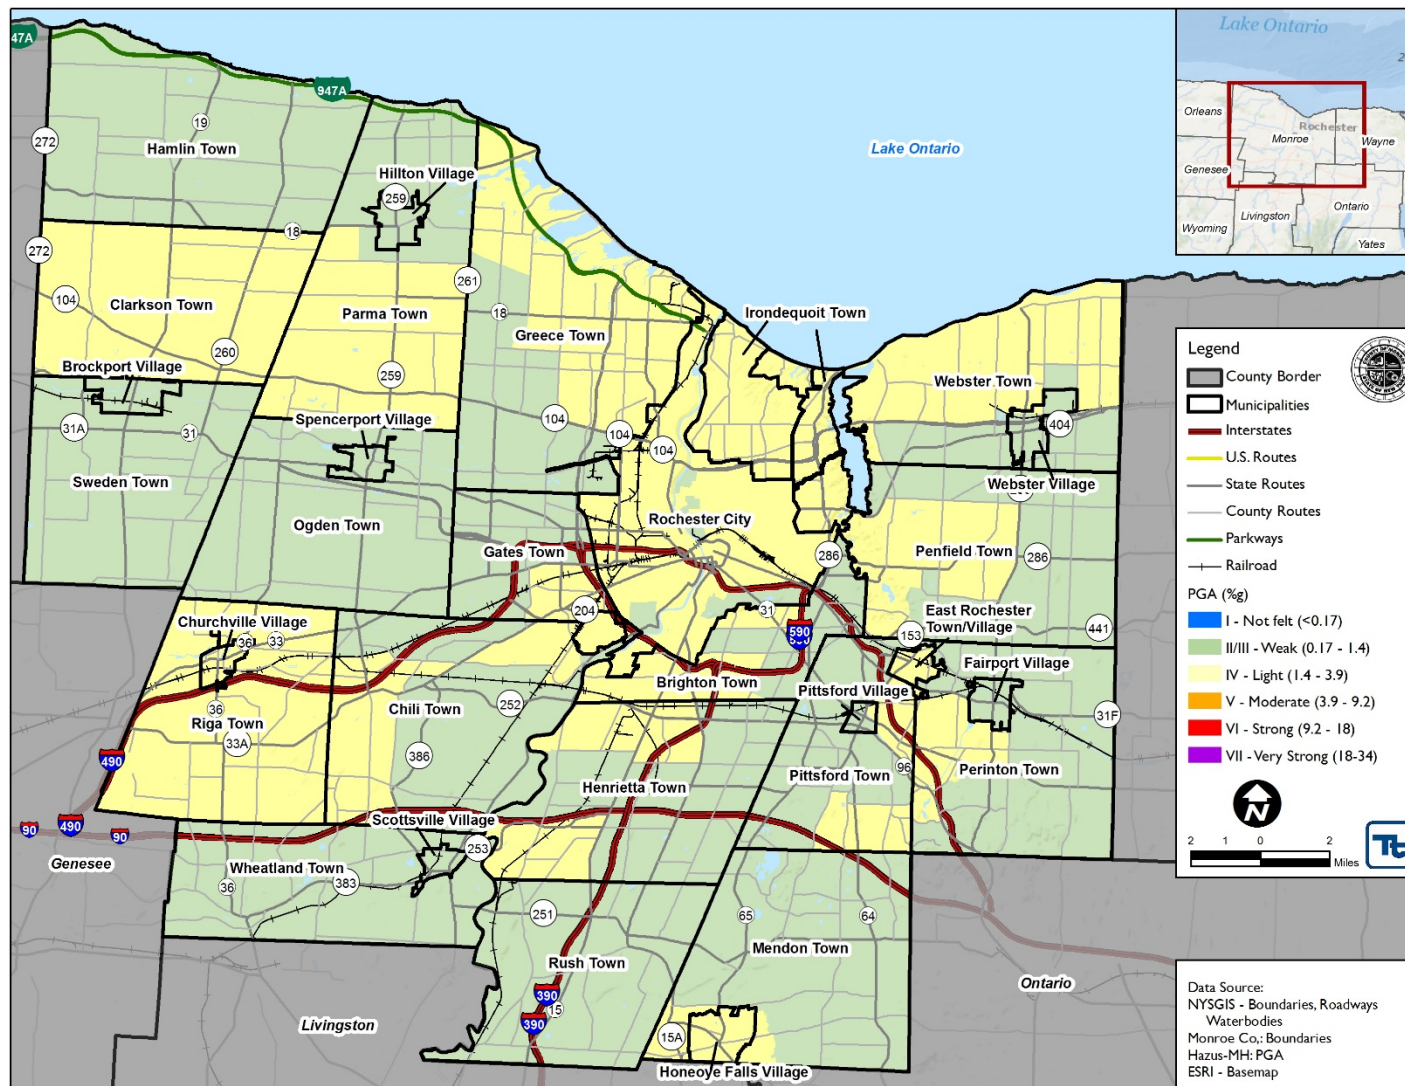 47A
947A
Lake Ontario
272
19
Hamlin Town
Hillton Village
259
18
272
261
104
Clarkson Town
Parma Town
18
Greece Town
Irondequoit Town
260
Brockport Village
259
Webster Town
Spencerport Village
104
104
104
404
31A
31
Sweden Town
Webster Village
Ogden Town
Rochester City
Gates Town
286
Penfield Town
286
204
31
590
East Rochester
Town/Village
153
441
Churchville Village
36
33
Fairport Village
Brighton Town
Pittsford Village
36
Riga Town
33A
Chili Town
252
31F
490
386
Henrietta Town
Pittsford Town
96
Perinton Town
90
490
90
Scottsville Village
Genesee
253
Wheatland Town
36
383
251
65
64
Mendon Town
Rush Town
Ontario
390
15
390
Livingston
15A
Honeoye Falls Village
Lake Ontario
Orleans
Rochester
Monroe
Wayne
Genesee
Ontario
Livingston
Wyoming
Yates
Legend
County Border
Municipalities
Interstates
U.S. Routes
State Routes
County Routes
Parkways
Railroad
PGA (%g)
I - Not felt (<0.17)
II/III - Weak (0.17 - 1.4)
IV - Light (1.4 - 3.9)
V - Moderate (3.9 - 9.2)
VI - Strong (9.2 - 18)
VII - Very Strong (18-34)
N
2
0
2
Miles
Tt
Data Source:
NYSGIS - Boundaries, Roadways
Waterbodies
Monroe Co,: Boundaries
Hazus-MH: PGA
ESRI - Basemap